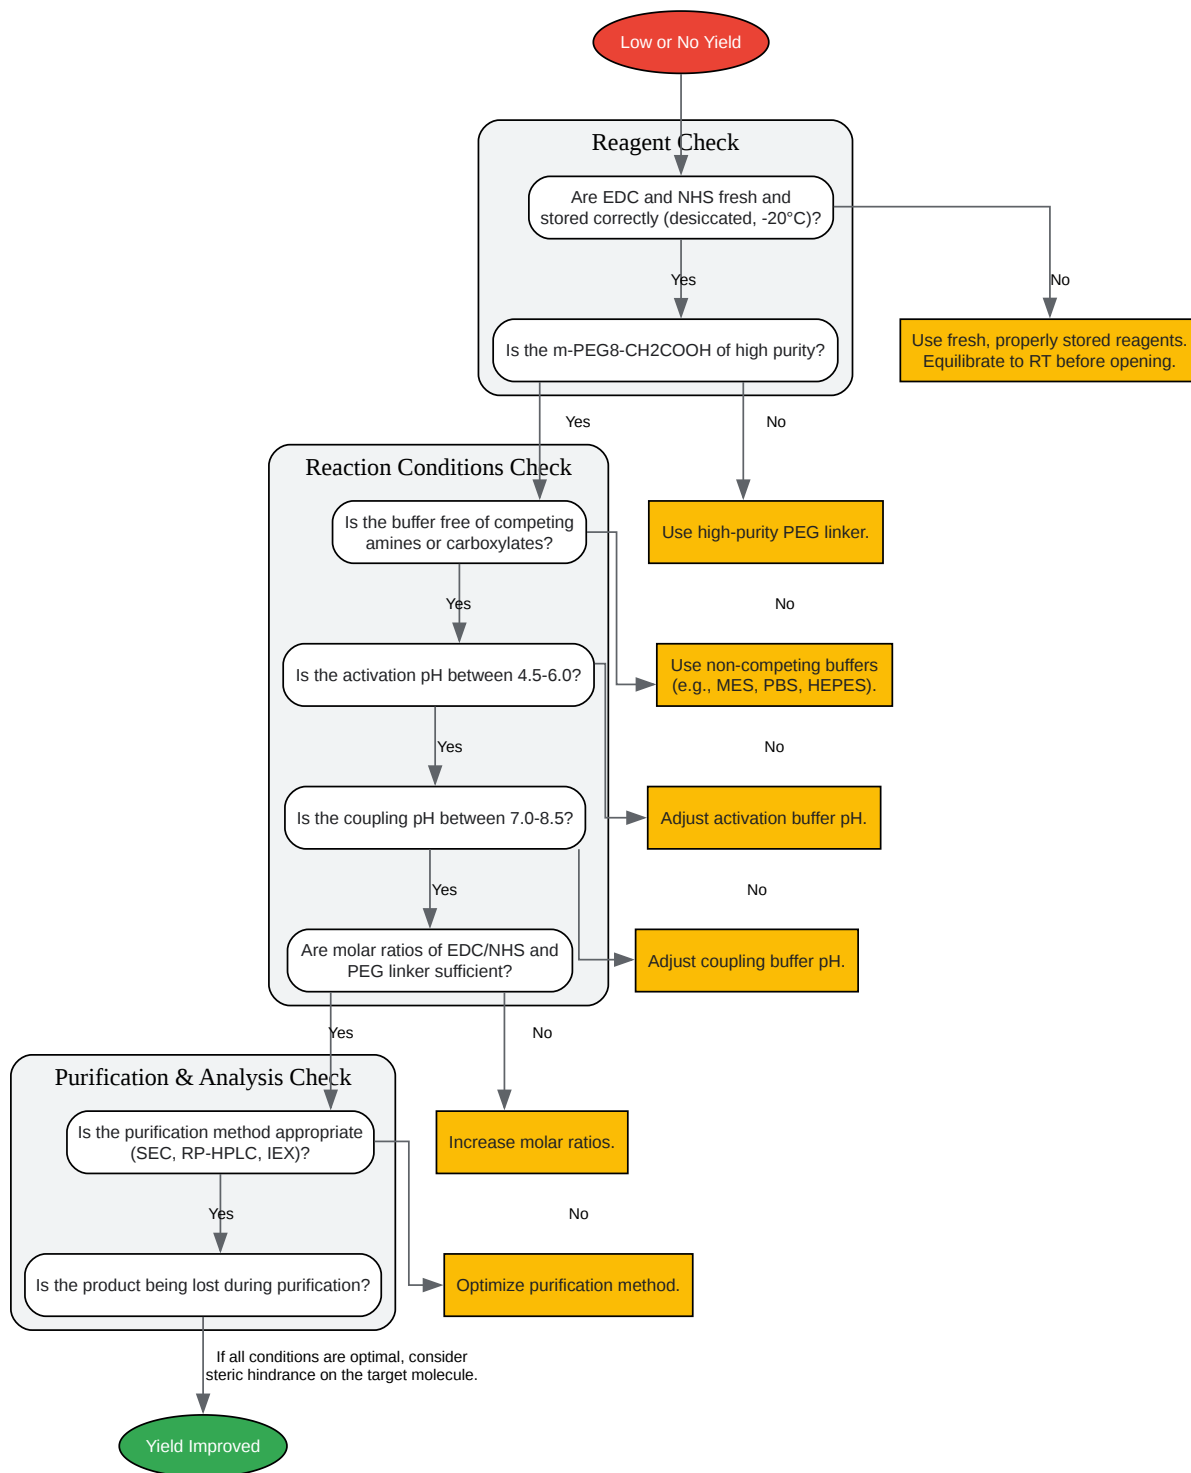 Low or No Yield
Reagent Check
Are EDC and NHS fresh and
stored correctly (desiccated, -20°C)?
Yes
No
Is the m-PEG8-CH2COOH of high purity?
Use fresh, properly stored reagents.
Equilibrate to RT before opening.
Yes
No
Reaction Conditions Check
Is the buffer free of competing
amines or carboxylates?
Use high-purity PEG linker.
Yes
No
Is the activation pH between 4.5-6.0?
Use non-competing buffers
(e.g., MES, PBS, HEPES).
Yes
No
Is the coupling pH between 7.0-8.5?
Adjust activation buffer pH.
Yes
No
Are molar ratios of EDC/NHS and
PEG linker sufficient?
Adjust coupling buffer pH.
Yes
No
Purification & Analysis Check
Is the purification method appropriate
(SEC, RP-HPLC, IEX)?
Increase molar ratios.
Yes
No
Is the product being lost during purification?
Optimize purification method.
If all conditions are optimal, consider
steric hindrance on the target molecule.
Yield Improved